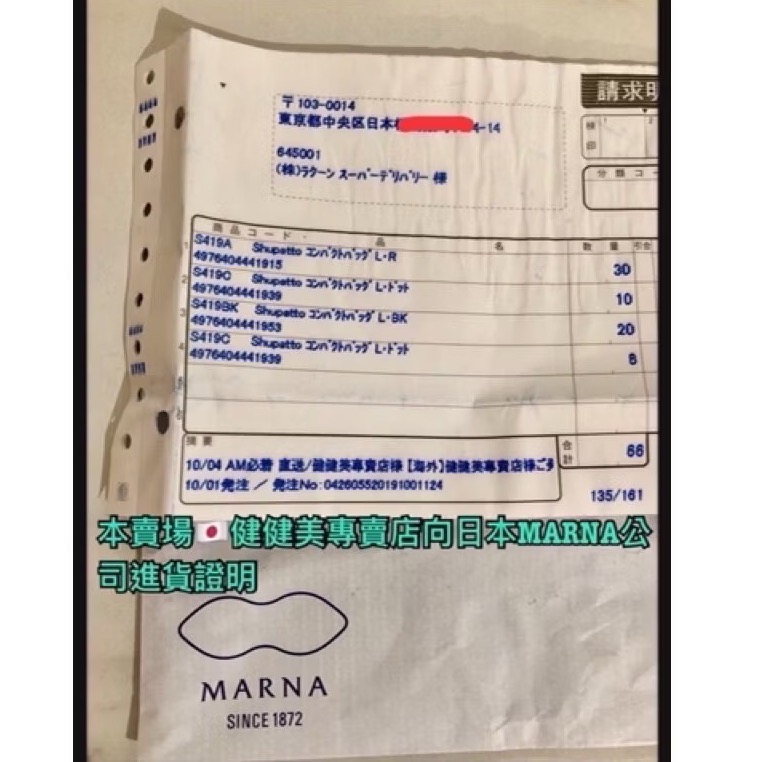 請求明
〒103-0014
東京都中央区日本
4-14
様
印
分類コー
645001
(株)ラクーン スーパーデリバリー 様
商品コード・品名 数量 引合
1 S419A Shupatto コンパクトバッグ L・R 30
4976404441915
2 S419C Shupatto コンパクトバッグ L・ドット 10
4976404441939
3 S419BK Shupatto コンパクトバッグ L・BK 20
4976404441953
4 S419C Shupatto コンパクトバッグ L・ドット 6
4976404441939
摘要
合計 66
10/04 AM必着 直送/健健美專賣店様【海外】健健美專賣店様ご
10/01発注 / 発注No:042605520191001124
135/161
本賣場🇯🇵健健美專賣店向日本MARNA公
司進貨證明
MARNA
SINCE 1872